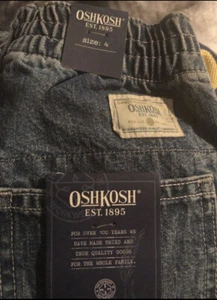 OSHKOSH
EST. 1895
SIZE: 4
OSHKOSH
OSHKOSH
EST. 1895
FOR OVER 100 YEARS WE
HAVE MADE TRIED AND
TRUE QUALITY GOODS
FOR THE WHOLE FAMILY.